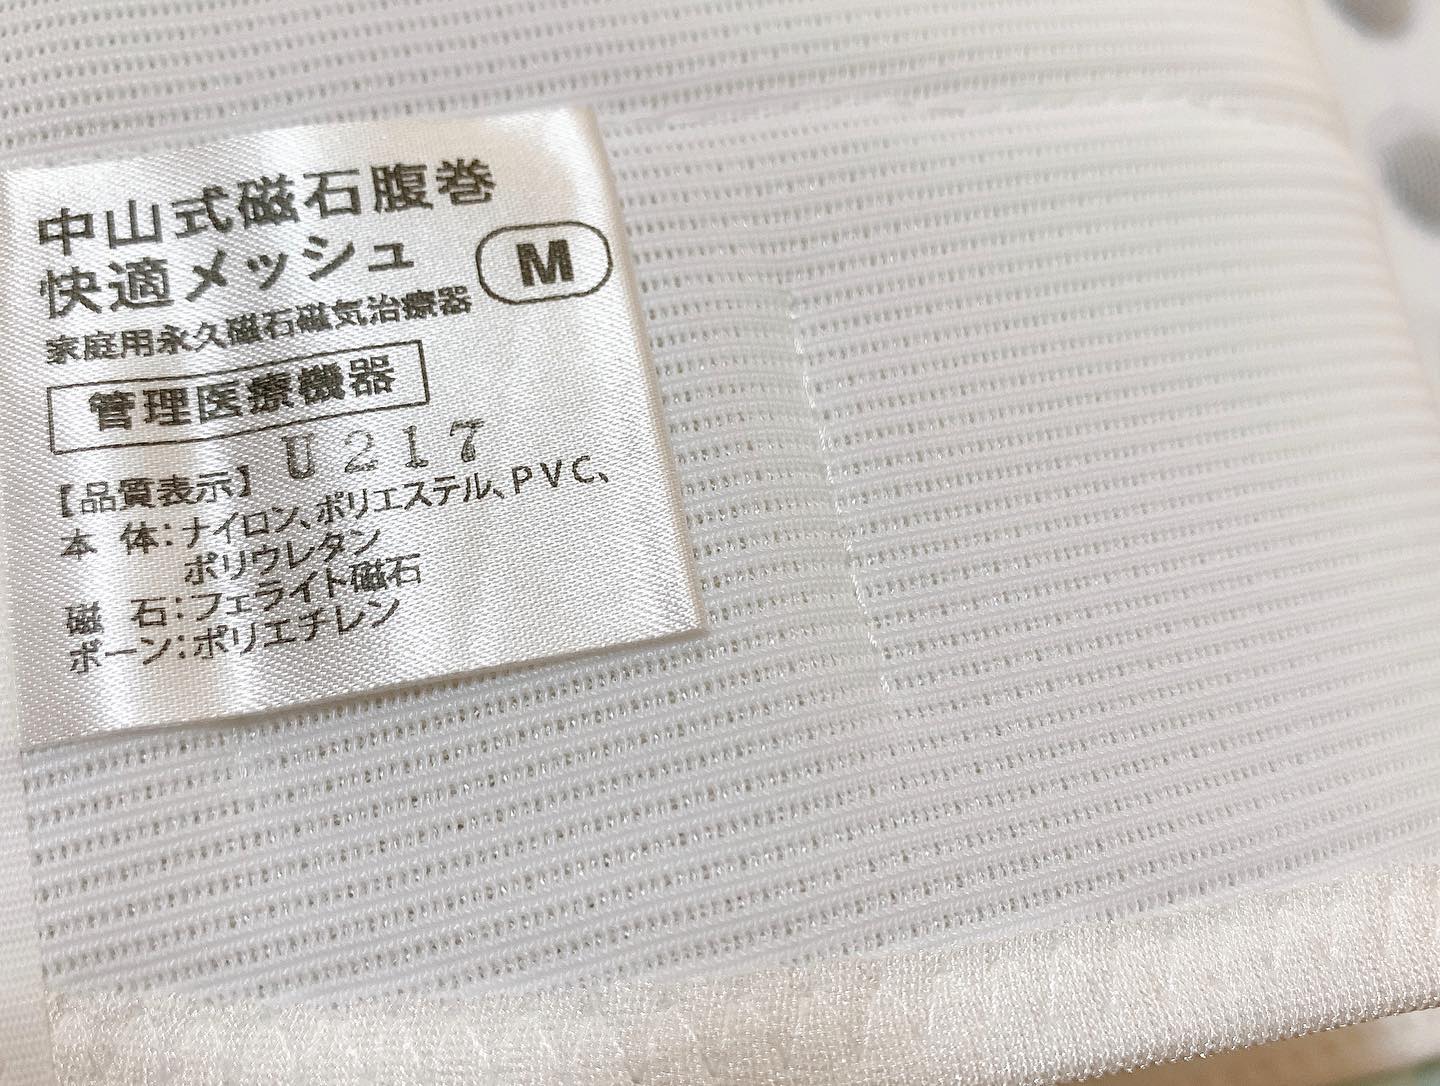 中山式磁石腹巻
快適メッシュ M
家庭用永久磁石磁気治療器
管理医療機器
U217
【品質表示】
本 体:ナイロン、ポリエステル、PVC、
ポリウレタン
磁 石:フェライト磁石
ボーン:ポリエチレン